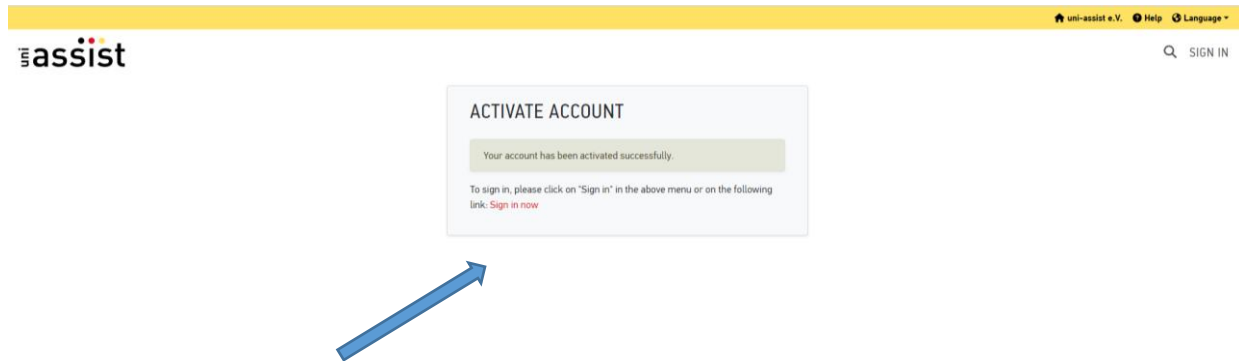 uni-assist e.V. Help Language
uni assist
SIGN IN
ACTIVATE ACCOUNT
Your account has been activated successfully.
To sign in, please click on "Sign in" in the above menu or on the following
link: Sign in now